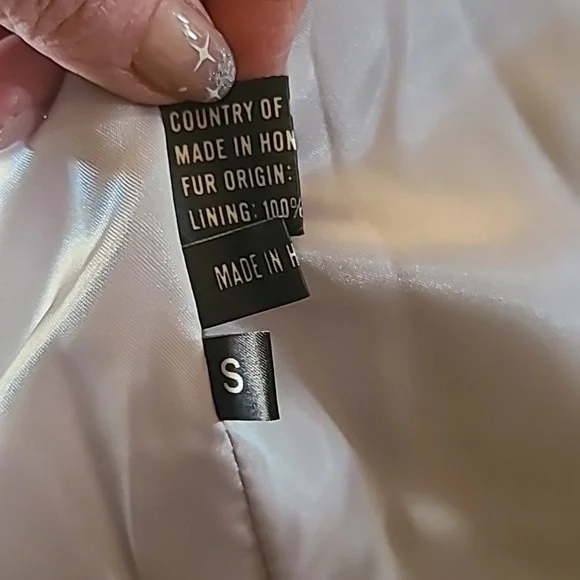 COUNTRY OF
MADE IN HON
FUR ORIGIN:
LINING: 100%
MADE IN H
S